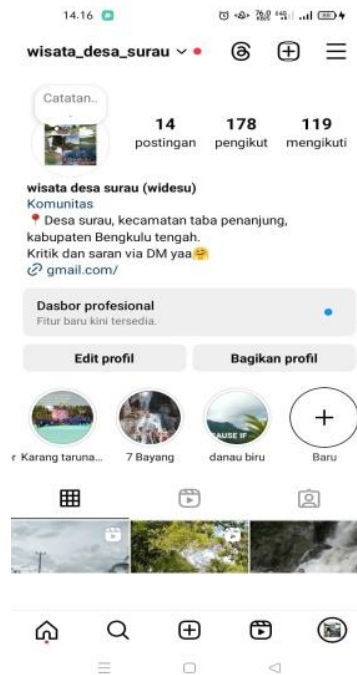 14.16
wisata_desa_surau
Catatan..
14
postingan
178
pengikut
119
mengikuti
wisata desa surau (widesu)
Komunitas
Desa surau, kecamatan taba penanjung,
kabupaten Bengkulu tengah.
Kritik dan saran via DM yaa
gmail.com/
Dasbor profesional
Fitur baru kini tersedia.
Edit profil
Bagikan profil
r Karang taruna...
7 Bayang
danau biru
Baru
AUSE IF